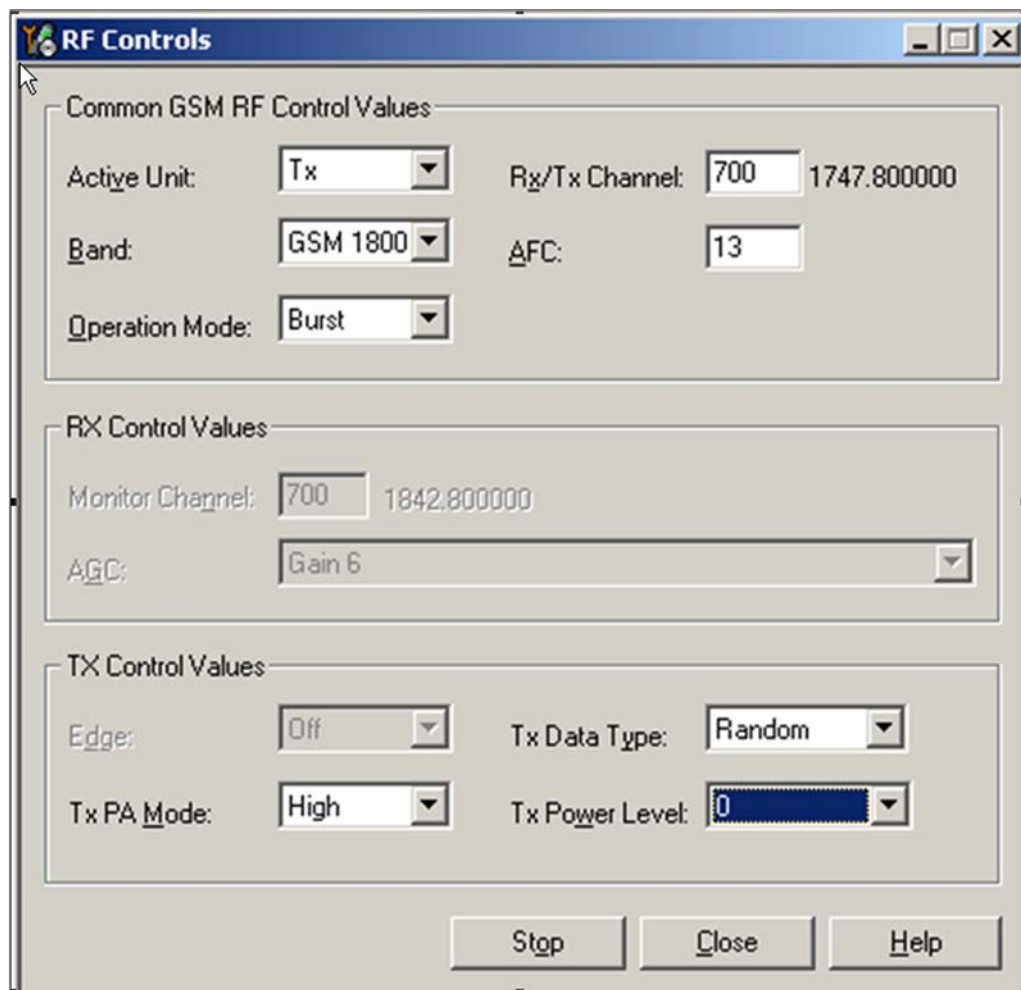 RF Controls
Common GSM RF Control Values
Active Unit: Tx Rx/Tx Channel: 700 1747.800000
Band: GSM 1800 AFC: 13
Operation Mode: Burst
RX Control Values
Monitor Channel: 700 1842.800000
AGC: Gain 6
TX Control Values
Edge: Off Tx Data Type: Random
Tx PA Mode: High Tx Power Level: 0
Stop Close Help